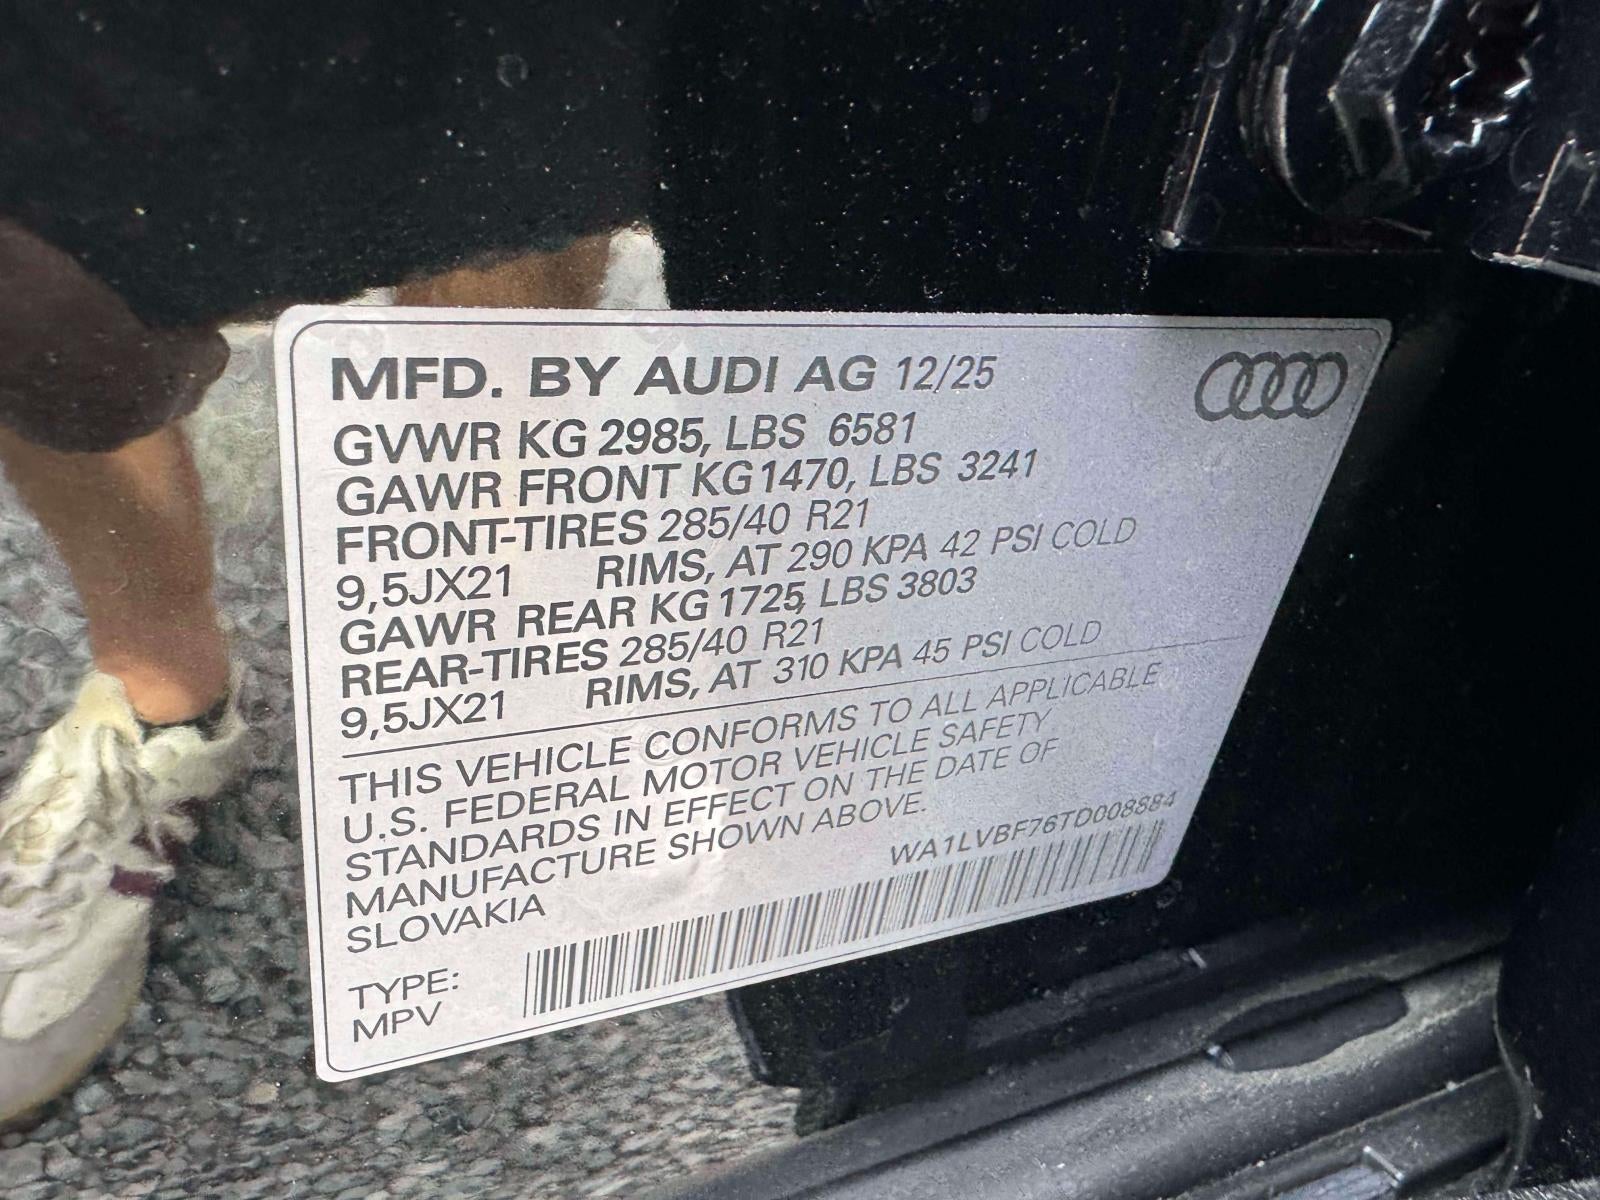 MFD. BY AUDI AG 12/25
GVWR KG 2985, LBS 6581
GAWR FRONT KG 1470, LBS 3241
FRONT-TIRES 285/40 R21
9,5JX21 RIMS, AT 290 KPA 42 PSI COLD
GAWR REAR KG 1725, LBS 3803
REAR-TIRES 285/40 R21
9,5JX21 RIMS, AT 310 KPA 45 PSI COLD
THIS VEHICLE CONFORMS TO ALL APPLICABLE
U.S. FEDERAL MOTOR VEHICLE SAFETY
STANDARDS IN EFFECT ON THE DATE OF
MANUFACTURE SHOWN ABOVE.
SLOVAKIA
WA1LVBF76TD008884
TYPE:
MPV